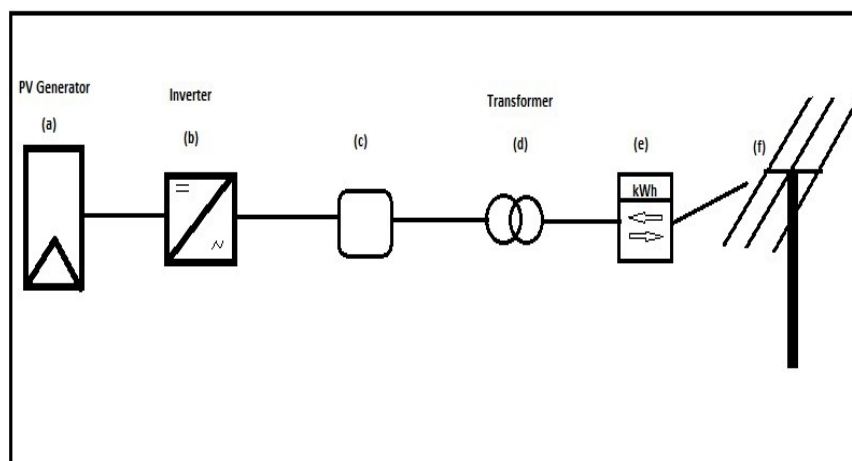 PV Generator
(a)
Inverter
(b)
(c)
Transformer
(d)
(e)
kWh
(f)